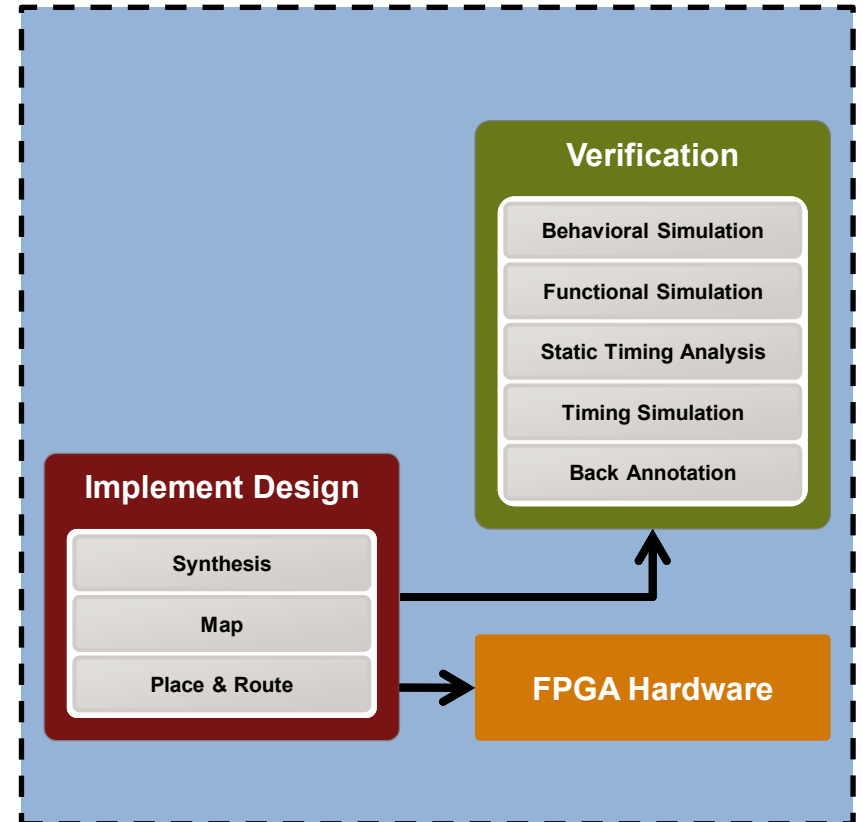 Verification
Behavioral Simulation
Functional Simulation
Static Timing Analysis
Timing Simulation
Back Annotation
Implement Design
Synthesis
Map
Place & Route
FPGA Hardware